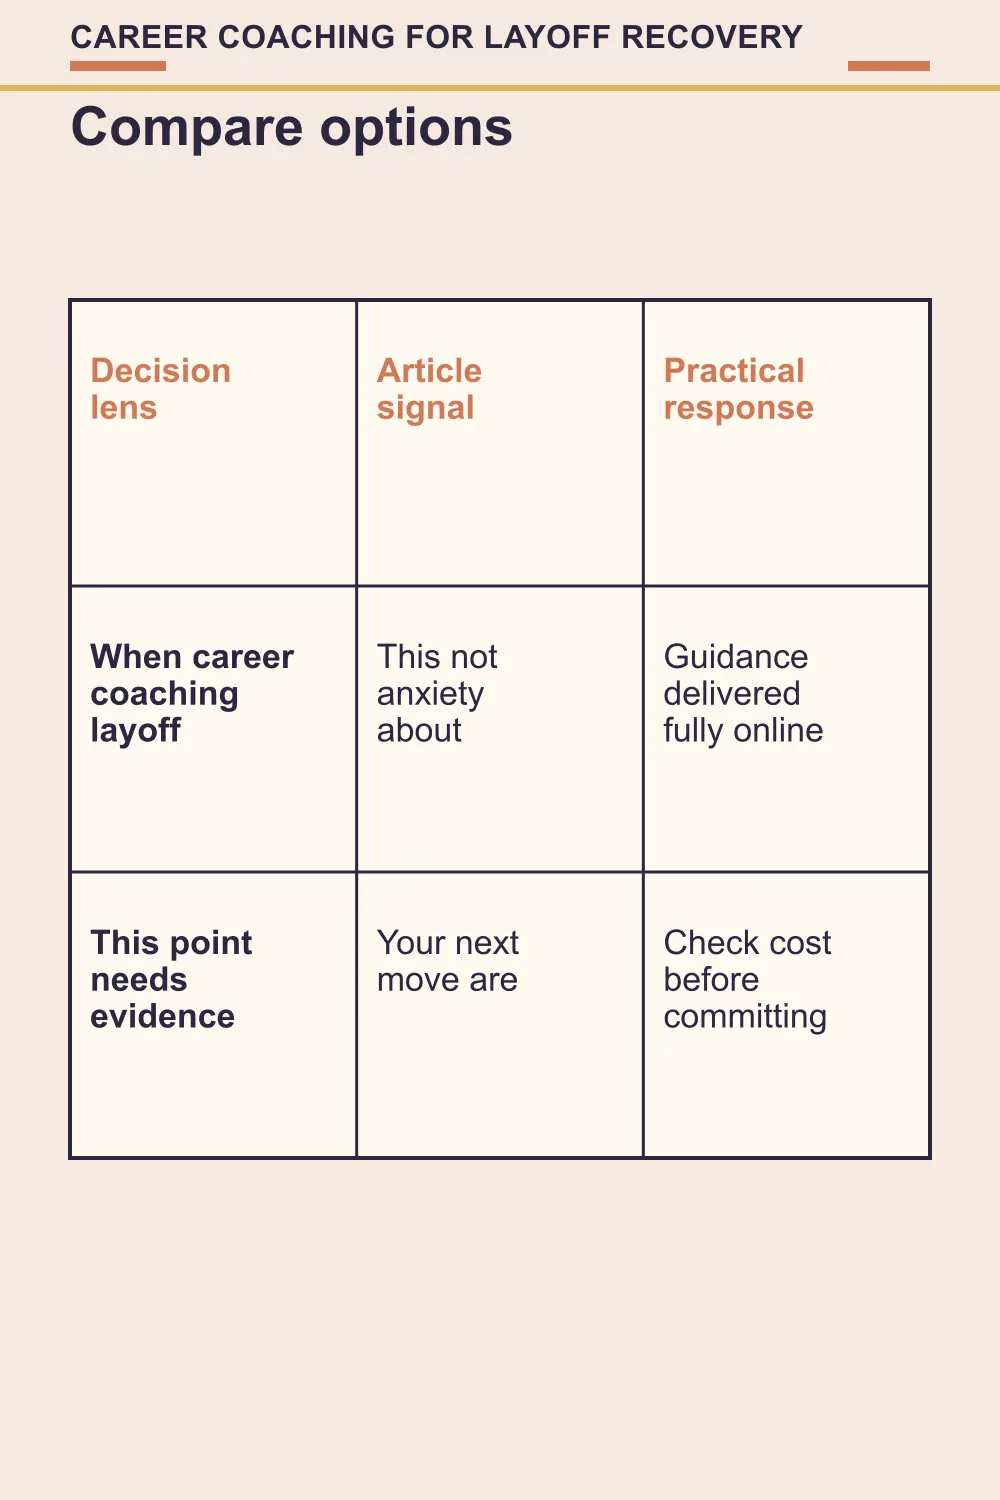 CAREER COACHING FOR LAYOFF RECOVERY
Compare options
Decision
lens
Article
signal
Practical
response
When career
coaching
layoff
This not
anxiety
about
Guidance
delivered
fully online
This point
needs
evidence
Your next
move are
Check cost
before
committing